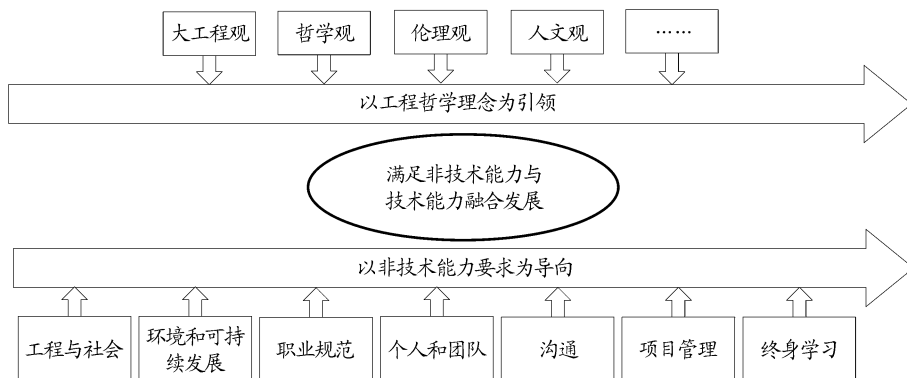 大工程观 哲学观 伦理观 人文观 ……
以工程哲学理念为引领
满足非技术能力与
技术能力融合发展
以非技术能力要求为导向
工程与社会
环境和可持
续发展
职业规范
个人和团队
沟通
项目管理
终身学习